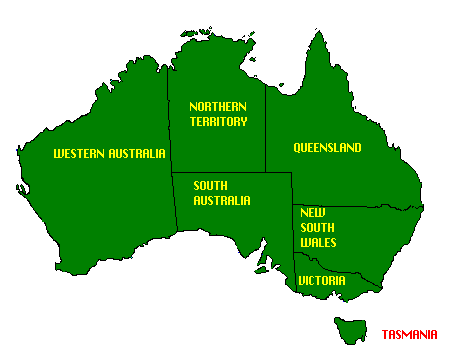 NORTHERN
TERRITORY
WESTERN AUSTRALIA
QUEENSLAND
SOUTH
AUSTRALIA
NEW
SOUTH
WALES
VICTORIA
TASMANIA